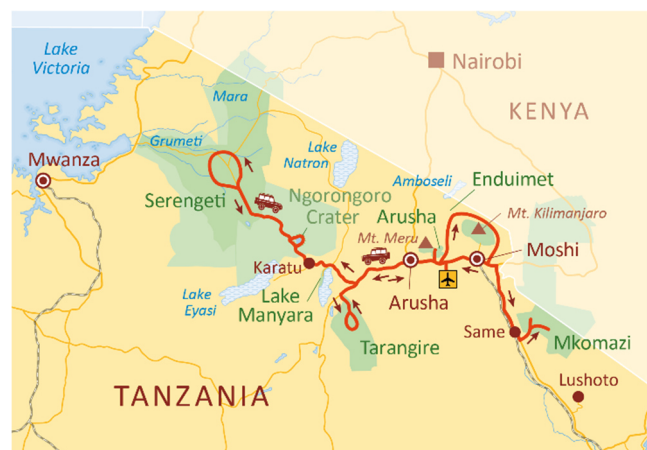 Lake
Victoria
Nairobi
Mara
KENYA
Grumeti
Lake
Natron
Mwanza
Amboseli
Enduimet
Serengeti
Ngorongoro
Crater
Arusha
Mt. Kilimanjaro
Mt. Meru
Moshi
Karatu
Lake
Eyasi
Lake
Manyara
Arusha
Same
Mkomazi
Tarangire
Lushoto
TANZANIA